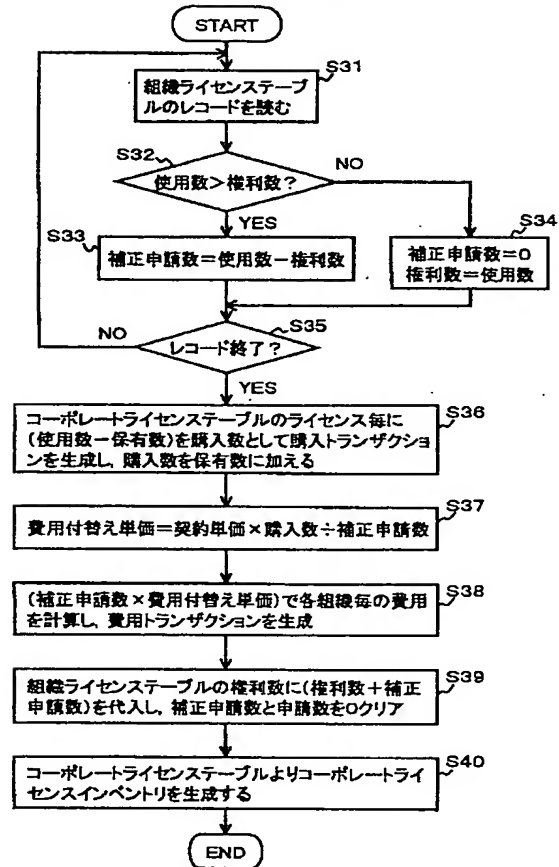 START
S31
組織ライセンステーブ
ルのレコードを読む
S32
使用数>権利数?
NO
YES
S33
補正申請数=使用数-権利数
S34
補正申請数=0
権利数=使用数
S35
NO
レコード終了?
YES
S36
コーポレートライセンステーブルのライセンス毎に
(使用数-保有数)を購入数として購入トランザクショ
ンを生成し,購入数を保有数に加える
S37
費用付替え単価=契約単価×購入数÷補正申請数
S38
(補正申請数×費用付替え単価)で各組織毎の費用
を計算し,費用トランザクションを生成
S39
組織ライセンステーブルの権利数に(権利数+補正
申請数)を代入し,補正申請数と申請数を0クリア
S40
コーポレートライセンステーブルよりコーポレートライ
センスインベントリを生成する
END